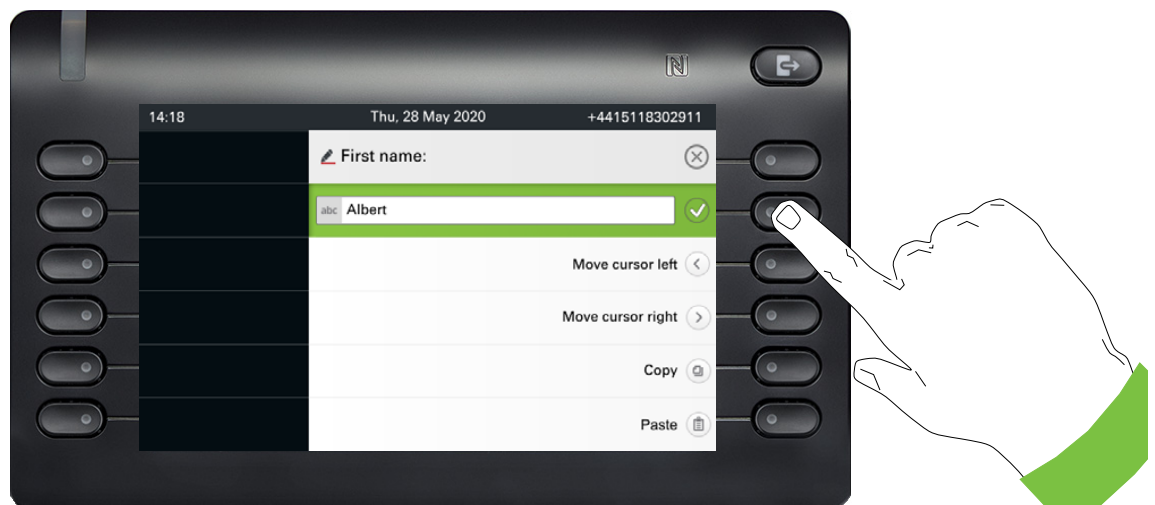 14:18 Thu, 28 May 2020 +4415118302911
First name:
abc Albert
Move cursor left
Move cursor right
Copy
Paste